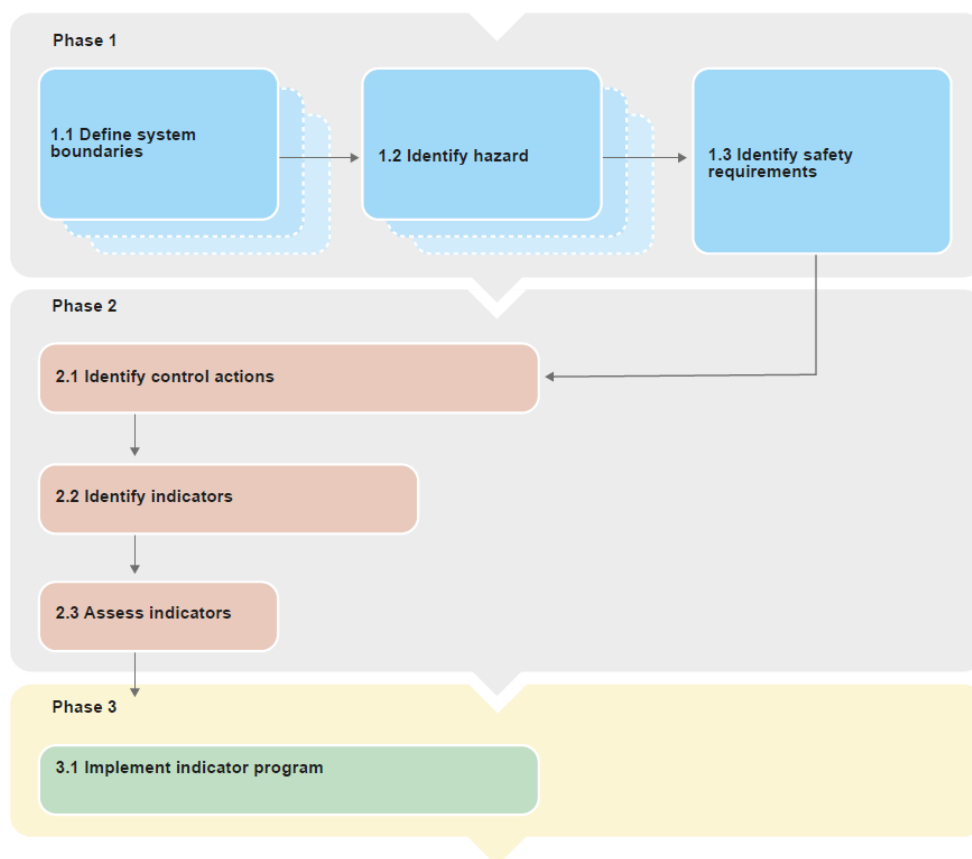 Phase 1
1.1 Define system
boundaries
1.2 Identify hazard
1.3 Identify safety
requirements
Phase 2
2.1 Identify control actions
2.2 Identify indicators
2.3 Assess indicators
Phase 3
3.1 Implement indicator program